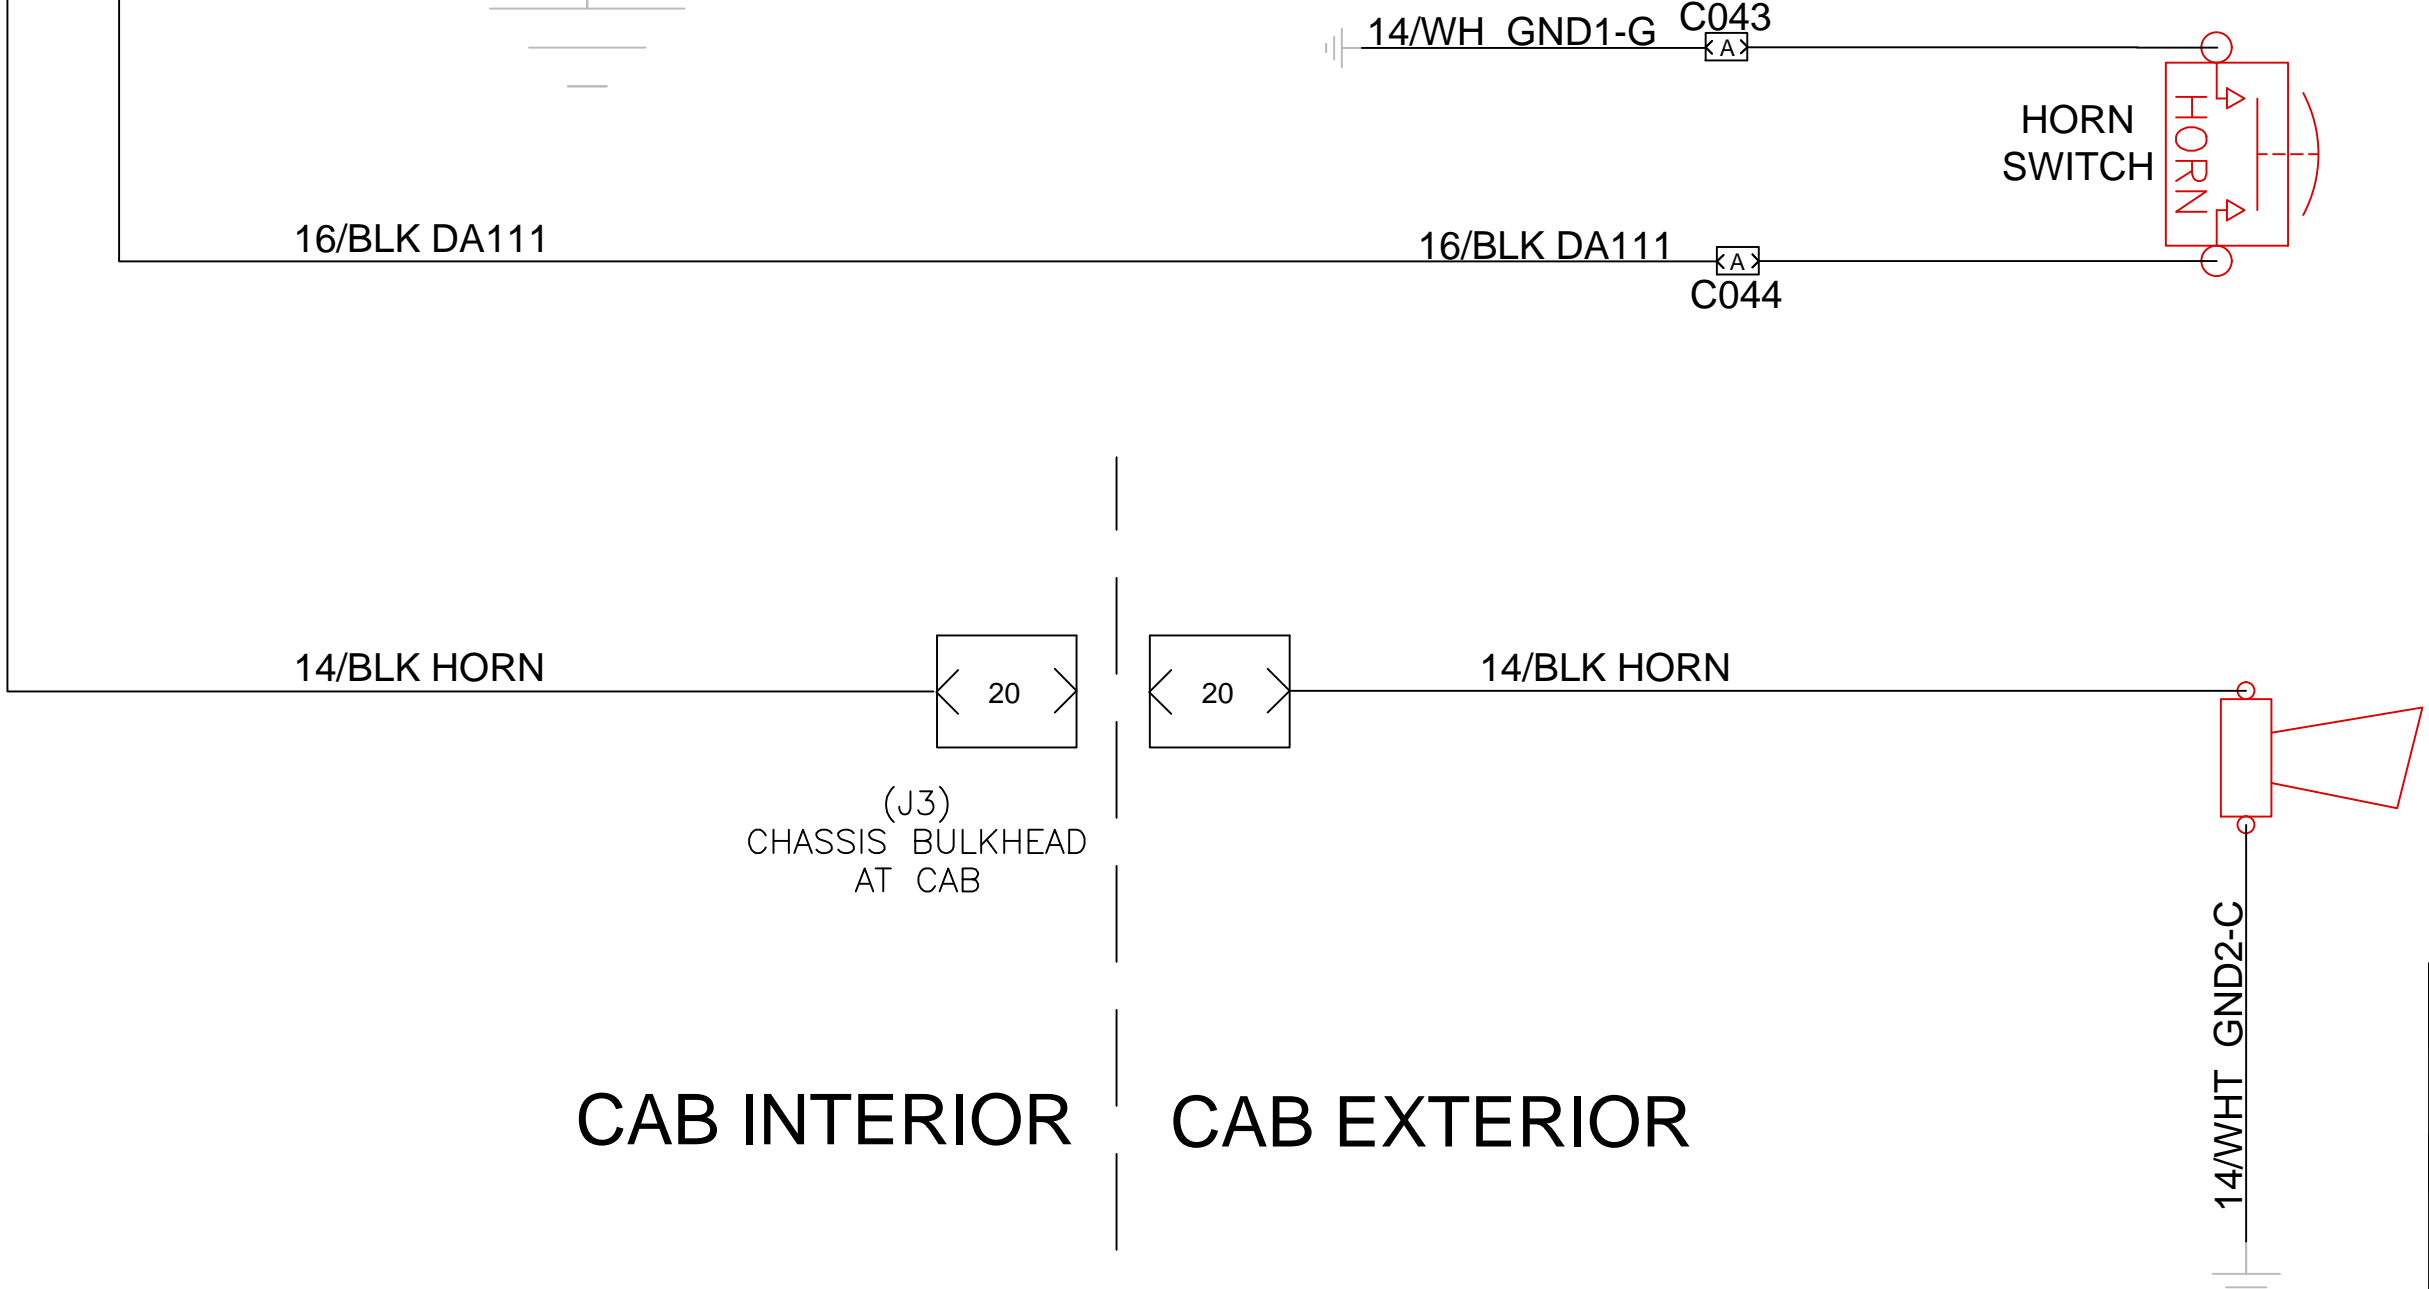 14/WH GND1-G
C043
A
HORN
SWITCH
HORN
16/BLK DA111
16/BLK DA111
A
C044
14/BLK HORN
20
20
14/BLK HORN
(J3)
CHASSIS BULKHEAD
AT CAB
14/WHT GND2-C
CAB INTERIOR
CAB EXTERIOR